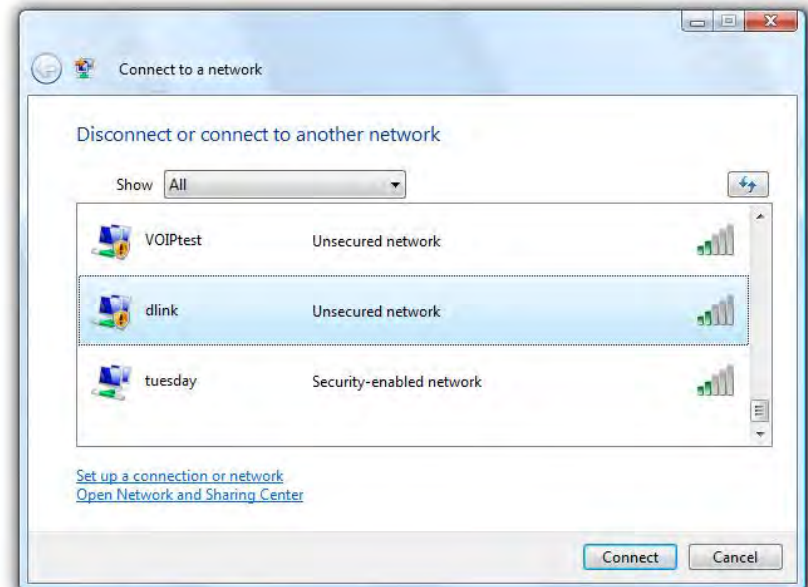 Connect to a network
Disconnect or connect to another network
Show All
VOIPtest Unsecured network
dlink Unsecured network
tuesday Security-enabled network
Set up a connection or network
Open Network and Sharing Center
Connect Cancel